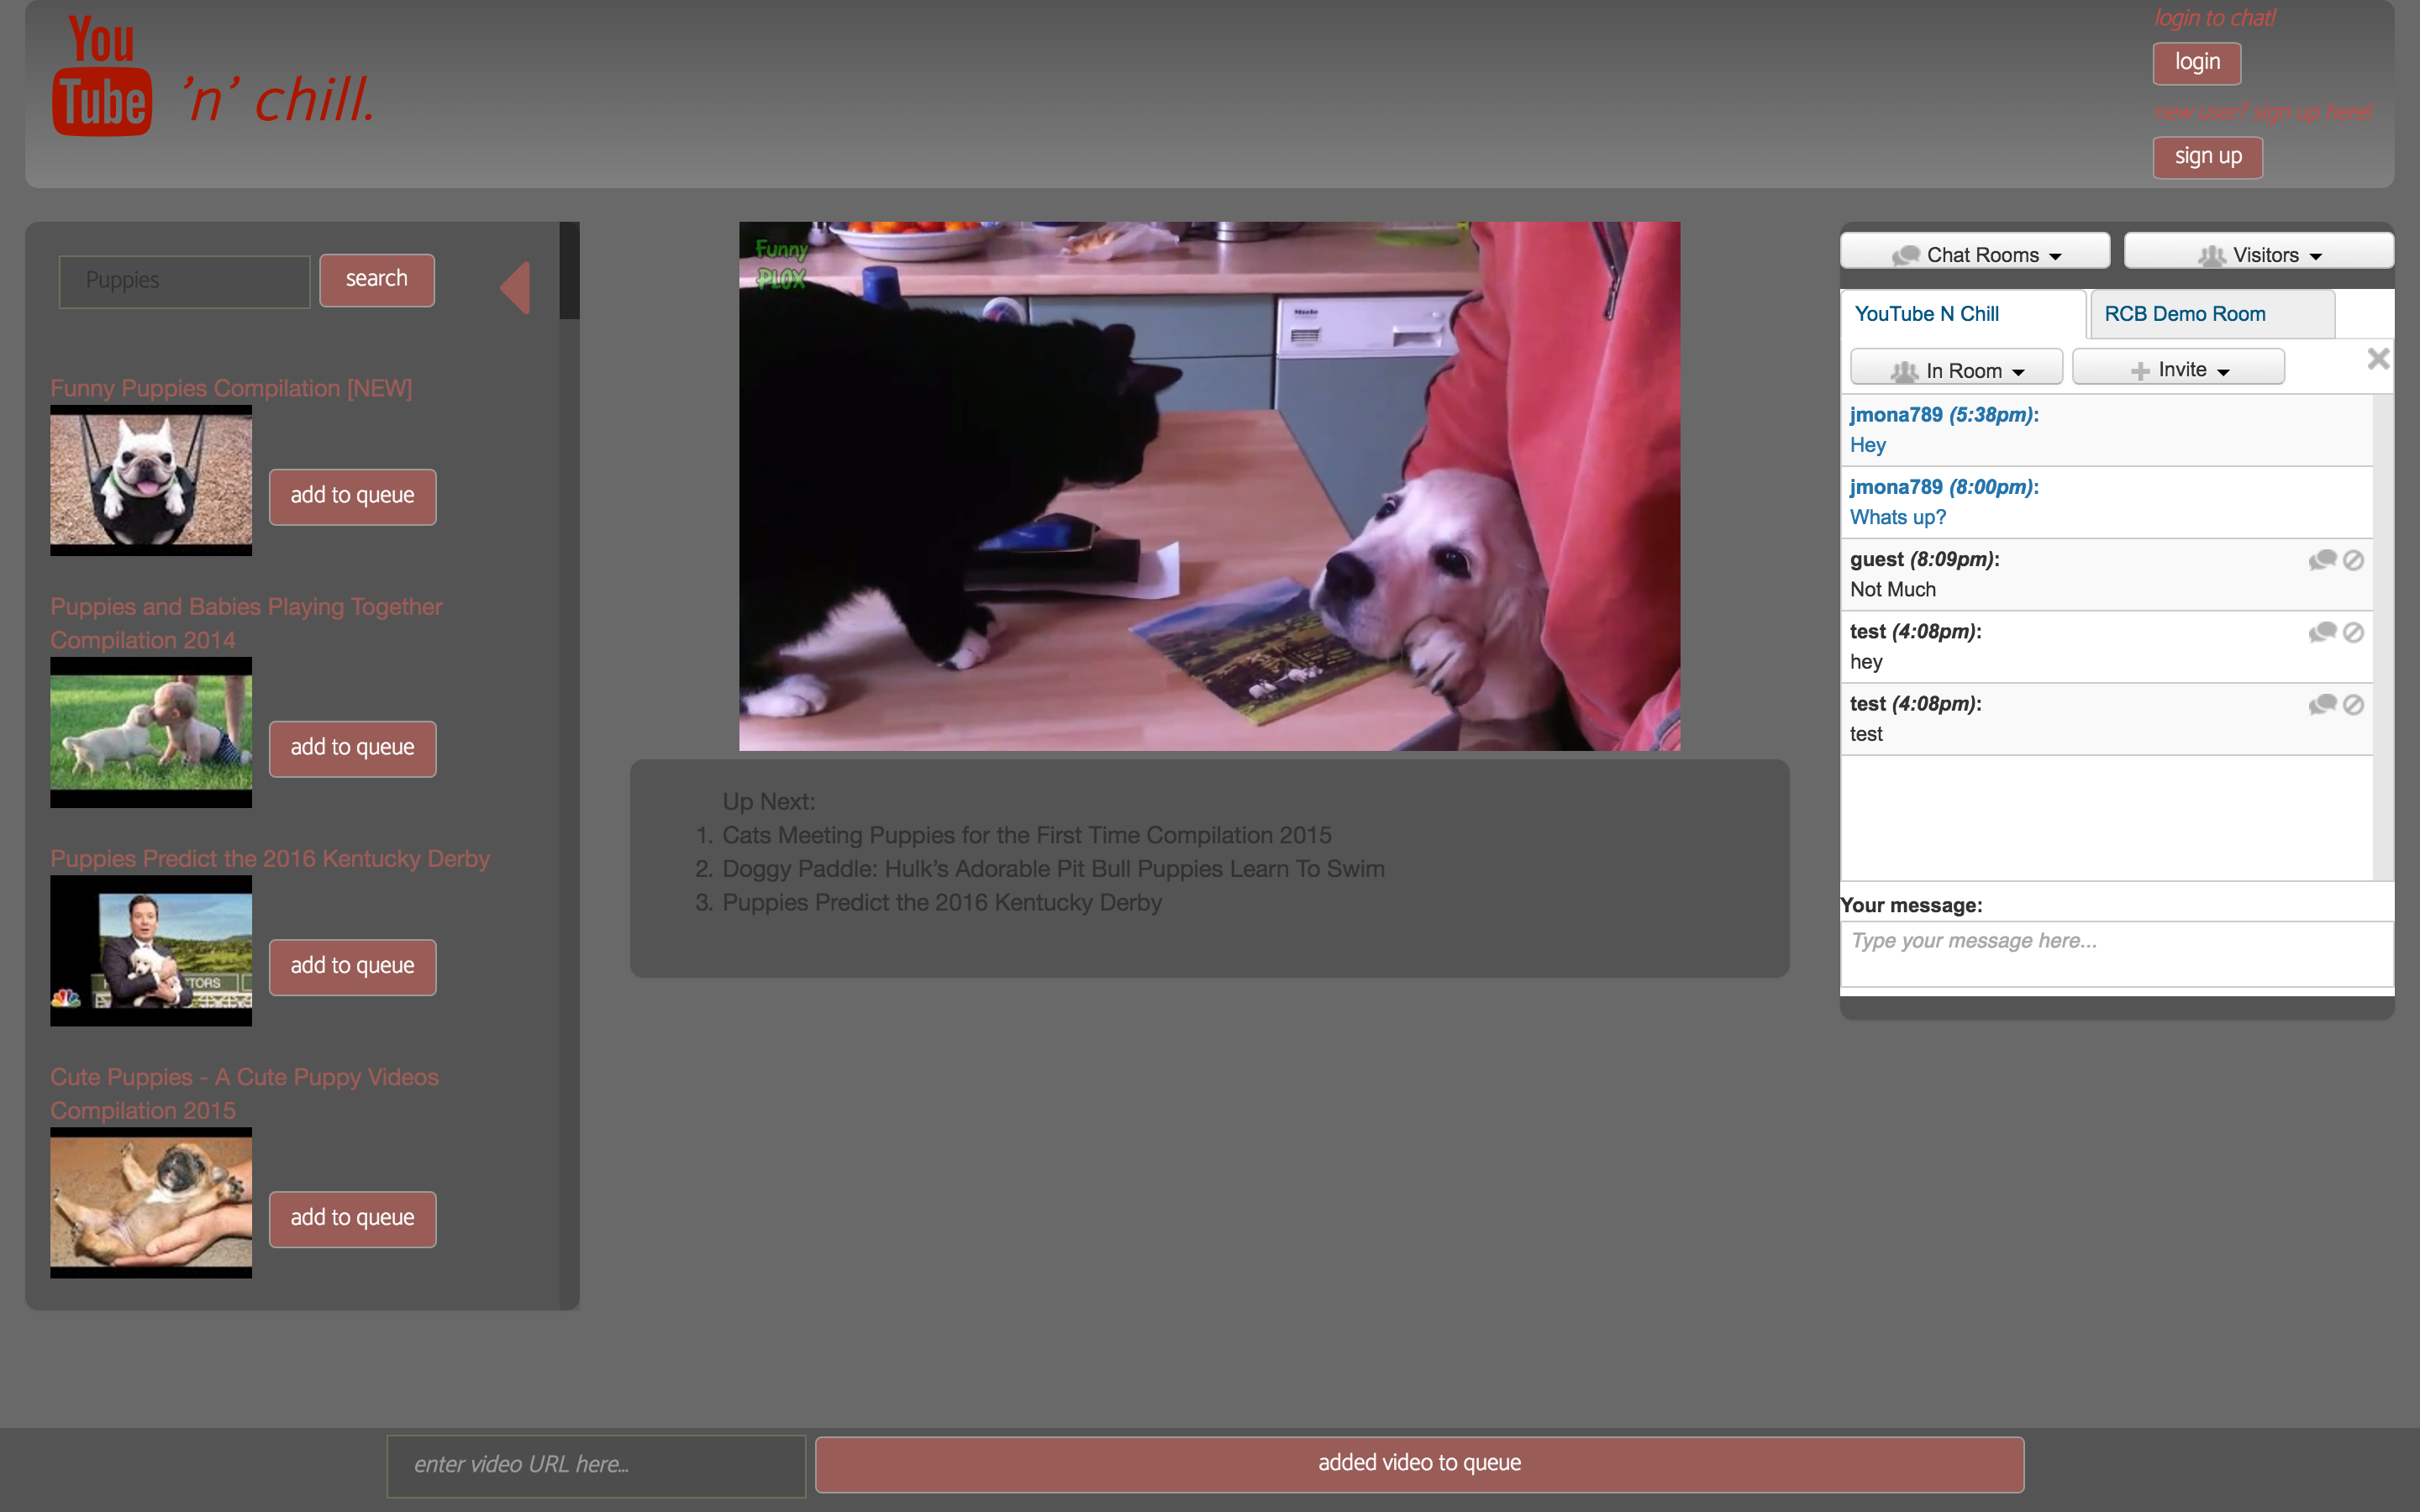 You
Tube 'n' chill.
login to chat!
login
new user? sign up here!
sign up
Puppies
search
Funny Puppies Compilation [NEW]
add to queue
Puppies and Babies Playing Together
Compilation 2014
add to queue
Puppies Predict the 2016 Kentucky Derby
TORS
add to queue
Cute Puppies - A Cute Puppy Videos
Compilation 2015
add to queue
Funny
PLOX
Miele
Up Next:
1. Cats Meeting Puppies for the First Time Compilation 2015
2. Doggy Paddle: Hulk’s Adorable Pit Bull Puppies Learn To Swim
3. Puppies Predict the 2016 Kentucky Derby
Chat Rooms
Visitors
YouTube N Chill
RCB Demo Room
In Room
Invite
jmona789 (5:38pm):
Hey
jmona789 (8:00pm):
Whats up?
guest (8:09pm):
Not Much
test (4:08pm):
hey
test (4:08pm):
test
Your message:
Type your message here...
enter video URL here...
added video to queue